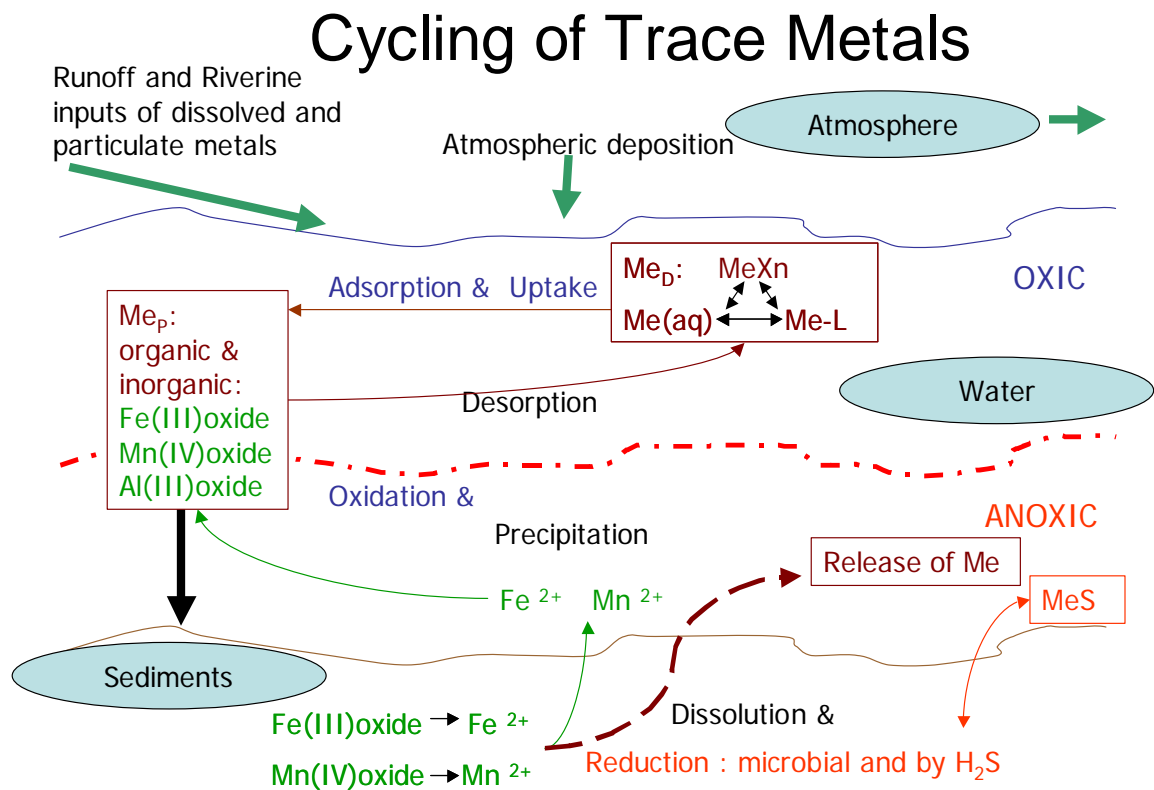 Cycling of Trace Metals
Runoff and Riverine
inputs of dissolved and
particulate metals
Atmospheric deposition
Atmosphere
Adsorption & Uptake
Me_D: MeXn
Me(aq) Me-L
OXIC
Me_P:
organic &
inorganic:
Fe(III)oxide
Mn(IV)oxide
Al(III)oxide
Desorption
Water
Oxidation &
Precipitation
ANOXIC
Release of Me
Fe ²⁺ Mn ²⁺
MeS
Sediments
Fe(III)oxide → Fe ²⁺
Mn(IV)oxide → Mn ²⁺
Dissolution &
Reduction : microbial and by H₂S